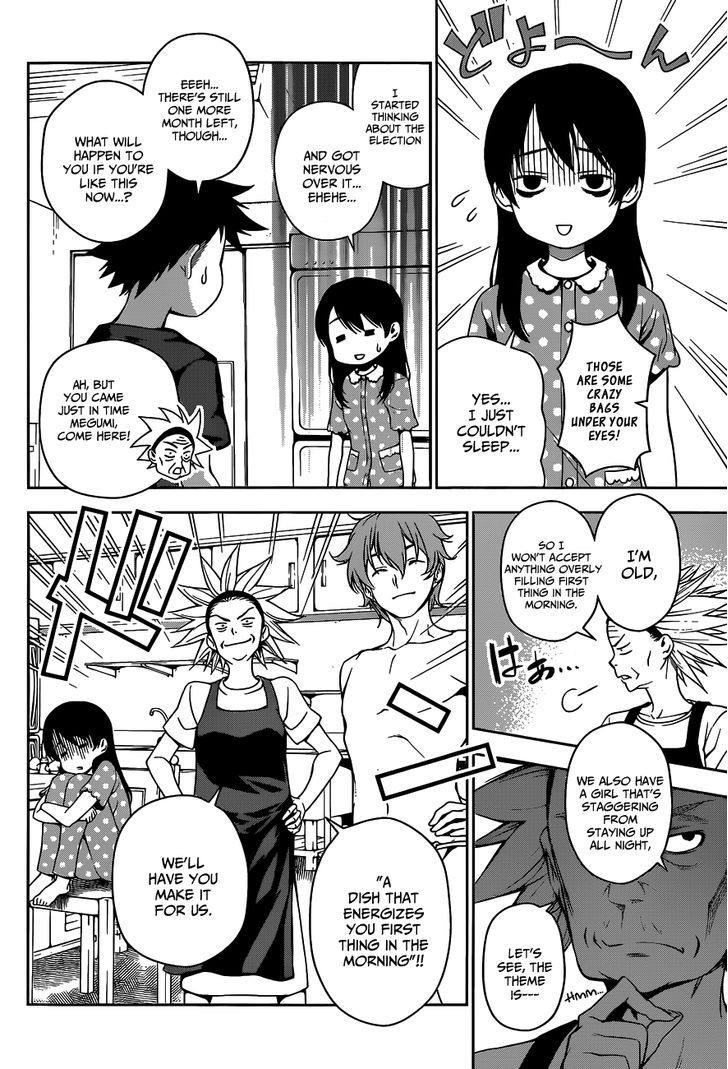 どよ〜ん
THOSE
ARE SOME
CRAZY
BAGS
UNDER YOUR
EYES!
YES...
I JUST
COULDN'T
SLEEP...
I
STARTED
THINKING
ABOUT THE
ELECTION
AND GOT
NERVOUS
OVER IT...
EHEHE...
EEEH...
THERE'S STILL
ONE MORE
MONTH LEFT,
THOUGH...
WHAT WILL
HAPPEN TO
YOU IF YOU'RE
LIKE THIS
NOW...?
AH, BUT
YOU CAME
JUST IN TIME
MEGUMI,
COME HERE!
I'M
OLD,
SO I
WON'T ACCEPT
ANYTHING OVERLY
FILLING FIRST
THING IN THE
MORNING.
はぁ...
WE ALSO HAVE
A GIRL THAT'S
STAGGERING
FROM
STAYING UP
ALL NIGHT,
LET'S
SEE, THE
THEME
IS---
HMM...
"A
DISH THAT
ENERGIZES
YOU FIRST
THING IN THE
MORNING"!!
WE'LL
HAVE YOU
MAKE IT
FOR US.